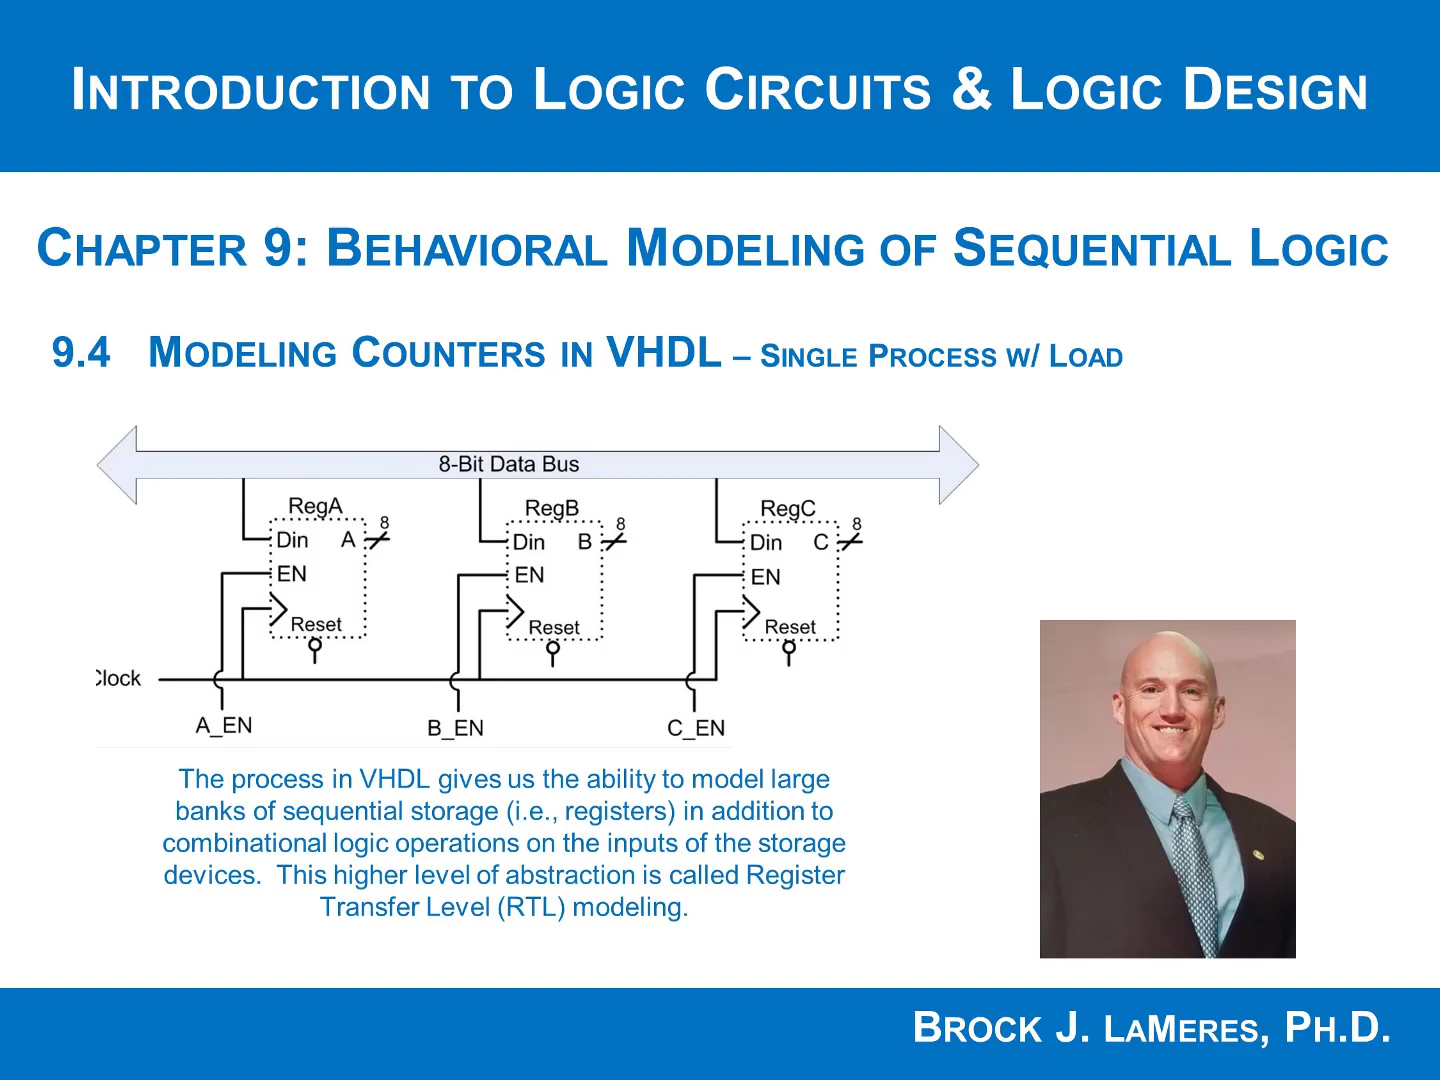 INTRODUCTION TO LOGIC CIRCUITS & LOGIC DESIGN
CHAPTER 9: BEHAVIORAL MODELING OF SEQUENTIAL LOGIC
9.4 MODELING COUNTERS IN VHDL – SINGLE PROCESS W/ LOAD
8-Bit Data Bus
RegA
Din A 8
EN
Reset
RegB
Din B 8
EN
Reset
RegC
Din C 8
EN
Reset
Clock
A_EN
B_EN
C_EN
The process in VHDL gives us the ability to model large
banks of sequential storage (i.e., registers) in addition to
combinational logic operations on the inputs of the storage
devices. This higher level of abstraction is called Register
Transfer Level (RTL) modeling.
BROCK J. LAMERES, PH.D.